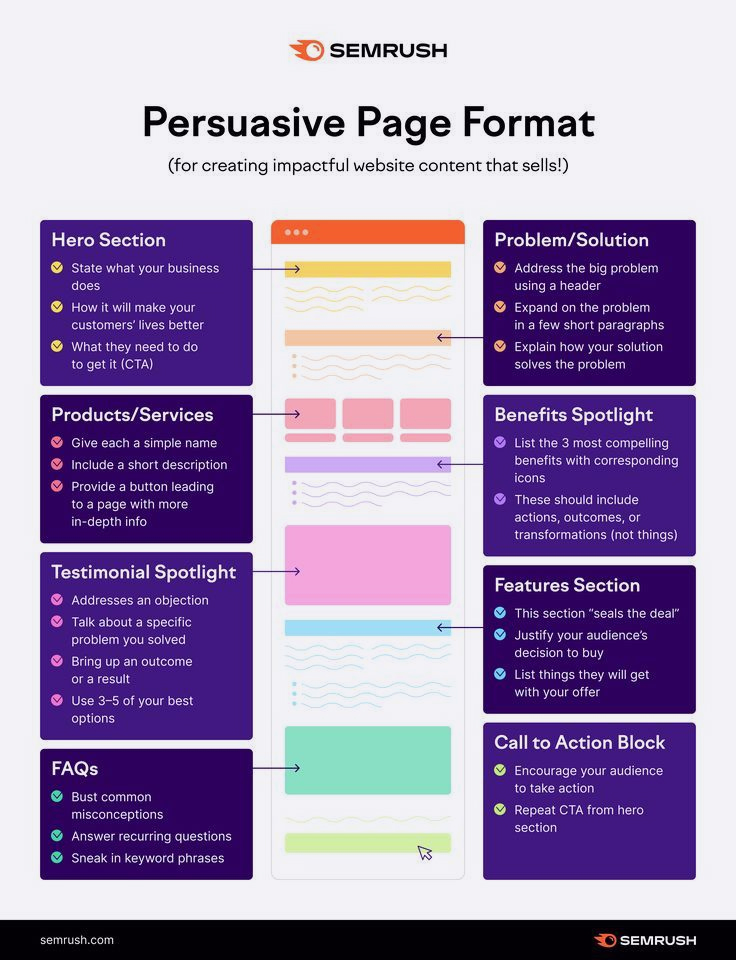 SEMRUSH
Persuasive Page Format
(for creating impactful website content that sells!)
Hero Section
State what your business
does
How it will make your
customers’ lives better
What they need to do
to get it (CTA)
Problem/Solution
Address the big problem
using a header
Expand on the problem
in a few short paragraphs
Explain how your solution
solves the problem
Products/Services
Give each a simple name
Include a short description
Provide a button leading
to a page with more
in-depth info
Benefits Spotlight
List the 3 most compelling
benefits with corresponding
icons
These should include
actions, outcomes, or
transformations (not things)
Testimonial Spotlight
Addresses an objection
Talk about a specific
problem you solved
Bring up an outcome
or a result
Use 3–5 of your best
options
Features Section
This section “seals the deal”
Justify your audience’s
decision to buy
List things they will get
with your offer
FAQs
Bust common
misconceptions
Answer recurring questions
Sneak in keyword phrases
Call to Action Block
Encourage your audience
to take action
Repeat CTA from hero
section
semrush.com
SEMRUSH